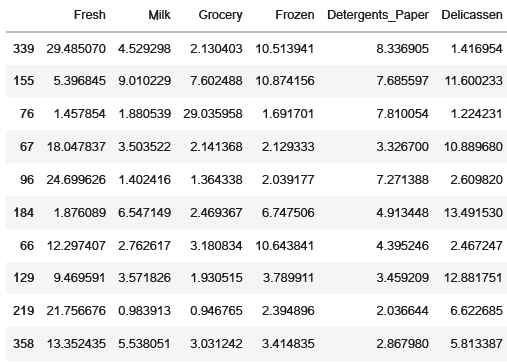 Fresh Milk Grocery Frozen Detergents_Paper Delicassen
339 29.485070 4.529298 2.130403 10.513941 8.336905 1.416954
155 5.396845 9.010229 7.602488 10.874156 7.685597 11.600233
76 1.457854 1.880539 29.035958 1.691701 7.810054 1.224231
67 18.047837 3.503522 2.141368 2.129333 3.326700 10.889680
96 24.699626 1.402416 1.364338 2.039177 7.271388 2.609820
184 1.876089 6.547149 2.469367 6.747506 4.913448 13.491530
66 12.297407 2.762617 3.180834 10.643841 4.395246 2.467247
129 9.469591 3.571826 1.930515 3.789911 3.459209 12.881751
219 21.756676 0.983913 0.946765 2.394896 2.036644 6.622685
358 13.352435 5.538051 3.031242 3.414835 2.867980 5.813387